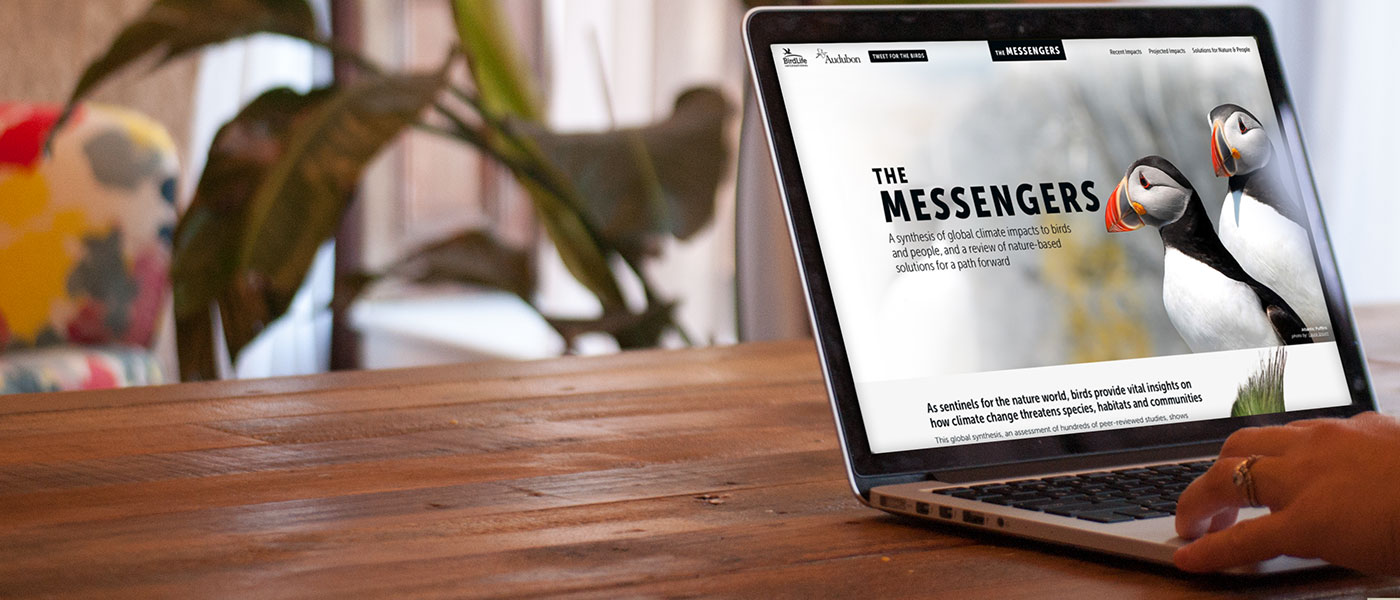 BirdLife
Audubon
TWEET FOR THE BIRDS
THE MESSENGERS
Recent Impacts
Projected Impacts
Solutions for Nature & People
THE
MESSENGERS
A synthesis of global climate impacts to birds
and people, and a review of nature-based
solutions for a path forward
Atlantic Puffins
As sentinels for the nature world, birds provide vital insights on
how climate change threatens species, habitats and communities
This global synthesis, an assessment of hundreds of peer-reviewed studies, shows